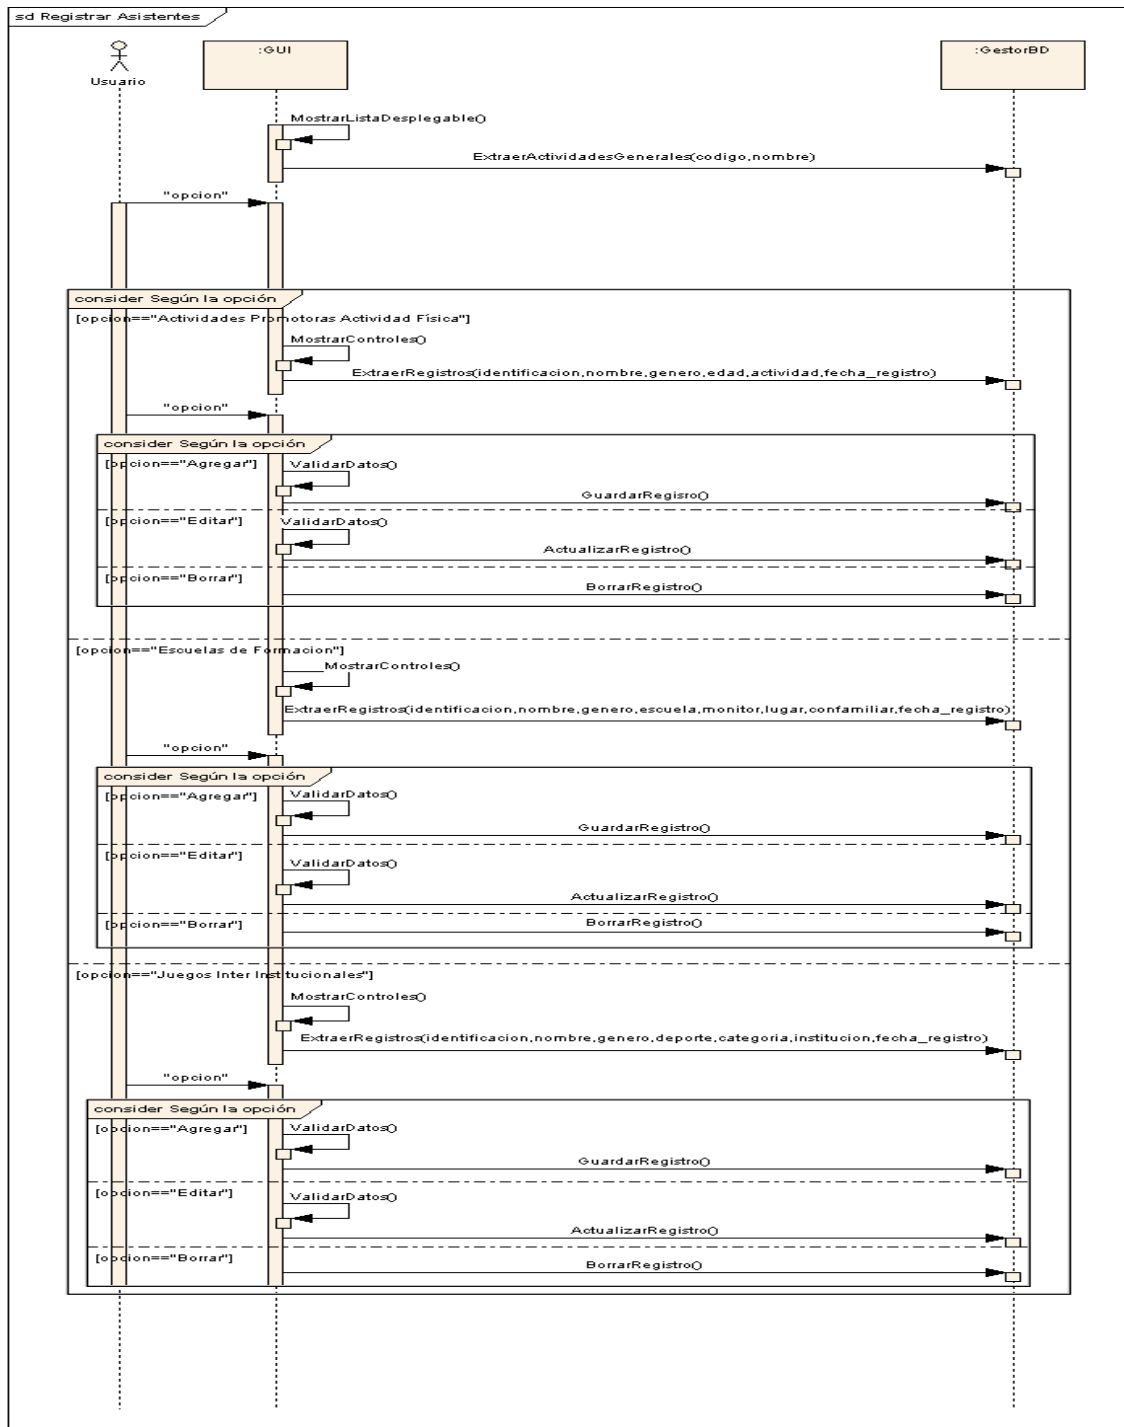 sd Registrar Asistentes
:GUI
:GestorBD
Usuario
MostrarListaDesplegable()
ExtraerActividadesGenerales(codigo,nombre)
"opcion"
consider Según la opción
[opcion=="Actividades Promotoras Actividad Física"]
MostrarControles()
ExtraerRegistros(identificacion,nombre,genero,edad,actividad,fecha_registro)
"opcion"
consider Según la opción
[opcion=="Agregar"]
ValidarDatos()
GuardarRegisro()
[opcion=="Editar"]
ValidarDatos()
ActualizarRegistro()
[opcion=="Borrar"]
BorrarRegistro()
[opcion=="Escuelas de Formacion"]
MostrarControles()
ExtraerRegistros(identificacion,nombre,genero,escuela,monitor,lugar,confamiliar,fecha_registro)
"opcion"
consider Según la opción
[opcion=="Agregar"]
ValidarDatos()
GuardarRegistro()
[opcion=="Editar"]
ValidarDatos()
ActualizarRegistro()
[opcion=="Borrar"]
BorrarRegistro()
[opcion=="Juegos Inter Institucionales"]
MostrarControles()
ExtraerRegistros(identificacion,nombre,genero,deporte,categoria,institucion,fecha_registro)
"opcion"
consider Según la opción
[opcion=="Agregar"]
ValidarDatos()
GuardarRegistro()
[opcion=="Editar"]
ValidarDatos()
ActualizarRegistro()
[opcion=="Borrar"]
BorrarRegistro()